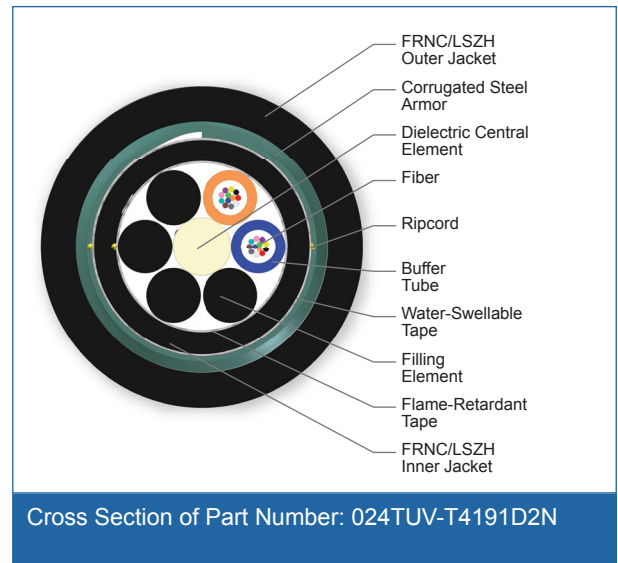 FRNC/LSZH
Outer Jacket
Corrugated Steel
Armor
Dielectric Central
Element
Fiber
Ripcord
Buffer
Tube
Water-Swellable
Tape
Filling
Element
Flame-Retardant
Tape
FRNC/LSZH
Inner Jacket
Cross Section of Part Number: 024TUV-T4191D2N